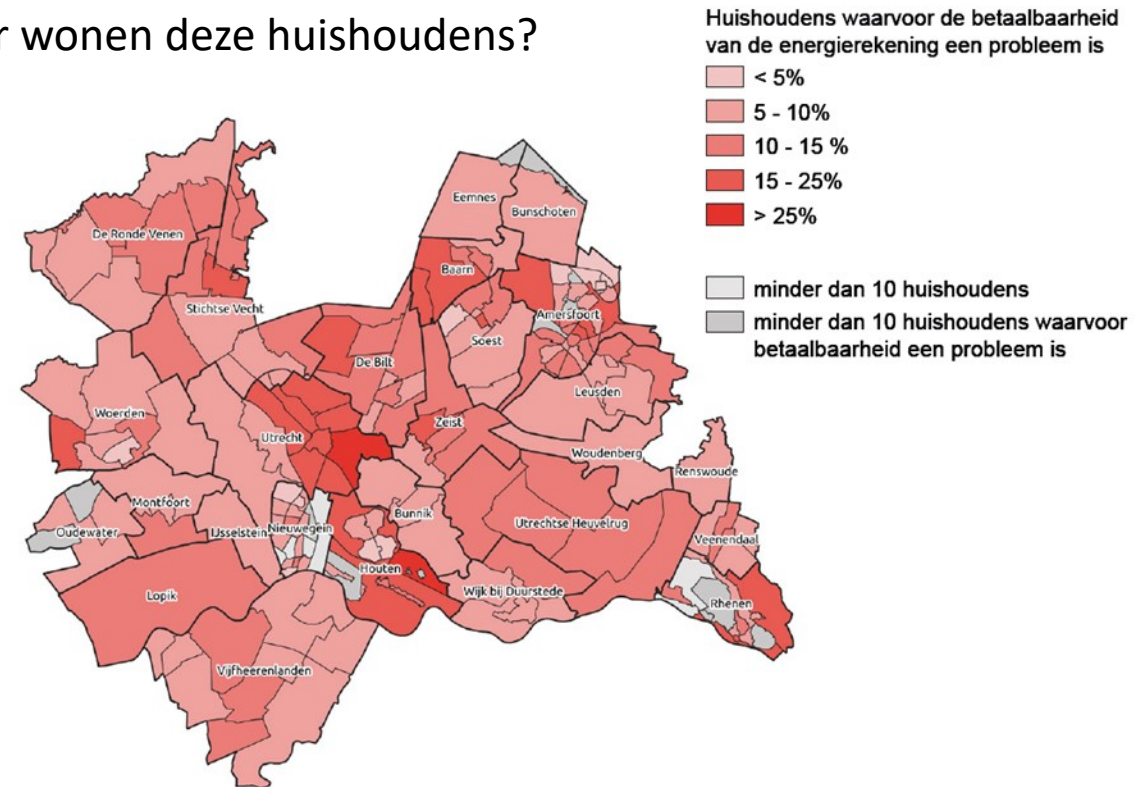 r wonen deze huishoudens?
Huishoudens waarvoor de betaalbaarheid
van de energierekening een probleem is
< 5%
5 - 10%
10 - 15 %
15 - 25%
> 25%
minder dan 10 huishoudens
minder dan 10 huishoudens waarvoor
betaalbaarheid een probleem is
Eemnes
Bunschoten
De Ronde Venen
Baarn
Stichtse Vecht
Amersfoort
Soest
De Bilt
Leusden
Woerden
Zeist
Utrecht
Woudenberg
Renswoude
Montfoort
Bunnik
Utrechtse Heuvelrug
Oudewater
IJsselstein
Nieuwegein
Veenendaal
Houten
Lopik
Wijk bij Duurstede
Rhenen
Vijfheerenlanden